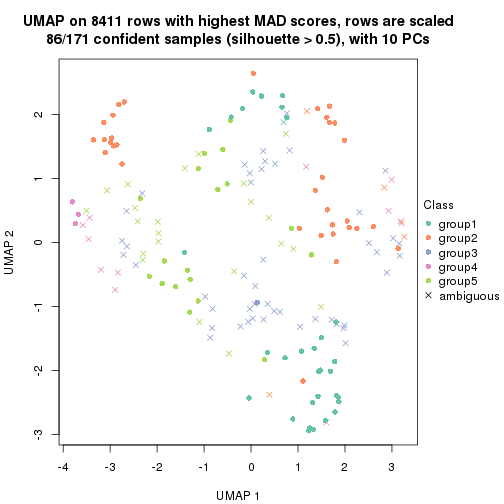 UMAP on 8411 rows with highest MAD scores, rows are scaled
86/171 confident samples (silhouette > 0.5), with 10 PCs
UMAP 2
2
1
0
-1
-2
-3
-4
-3
-2
-1
0
1
2
3
UMAP 1
Class
group1
group2
group3
group4
group5
ambiguous